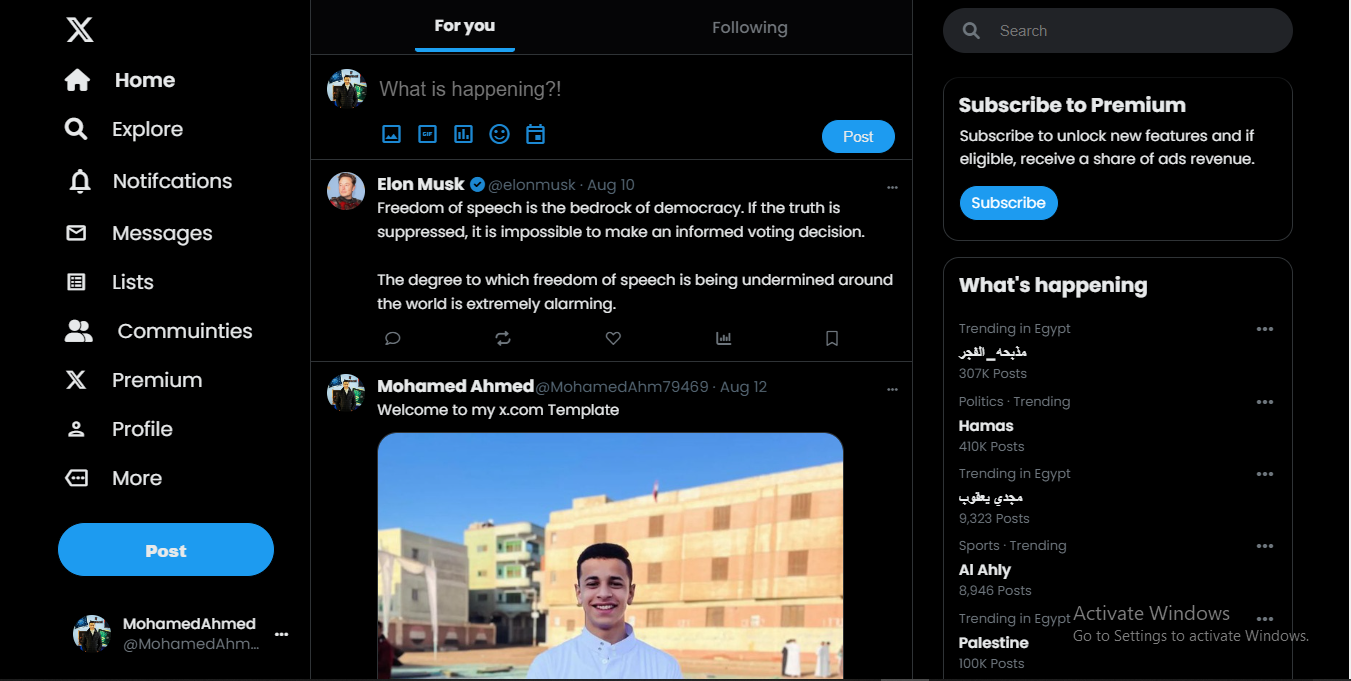 Home
Explore
Notifcations
Messages
Lists
Communities
Premium
Profile
More
Post
MohamedAhmed
@MohamedAhm...
For you
Following
What is happening?!
GIF
Post
Elon Musk @elonmusk · Aug 10
Freedom of speech is the bedrock of democracy. If the truth is
suppressed, it is impossible to make an informed voting decision.
The degree to which freedom of speech is being undermined around
the world is extremely alarming.
Mohamed Ahmed@MohamedAhm79469 · Aug 12
Welcome to my x.com Template
Search
Subscribe to Premium
Subscribe to unlock new features and if
eligible, receive a share of ads revenue.
Subscribe
What's happening
Trending in Egypt
مذبحه_الفجر
307K Posts
Politics · Trending
Hamas
410K Posts
Trending in Egypt
مجدي يعقوب
9,323 Posts
Sports · Trending
Al Ahly
8,946 Posts
Trending in Egypt
Palestine
100K Posts
Activate Windows
Go to Settings to activate Windows.